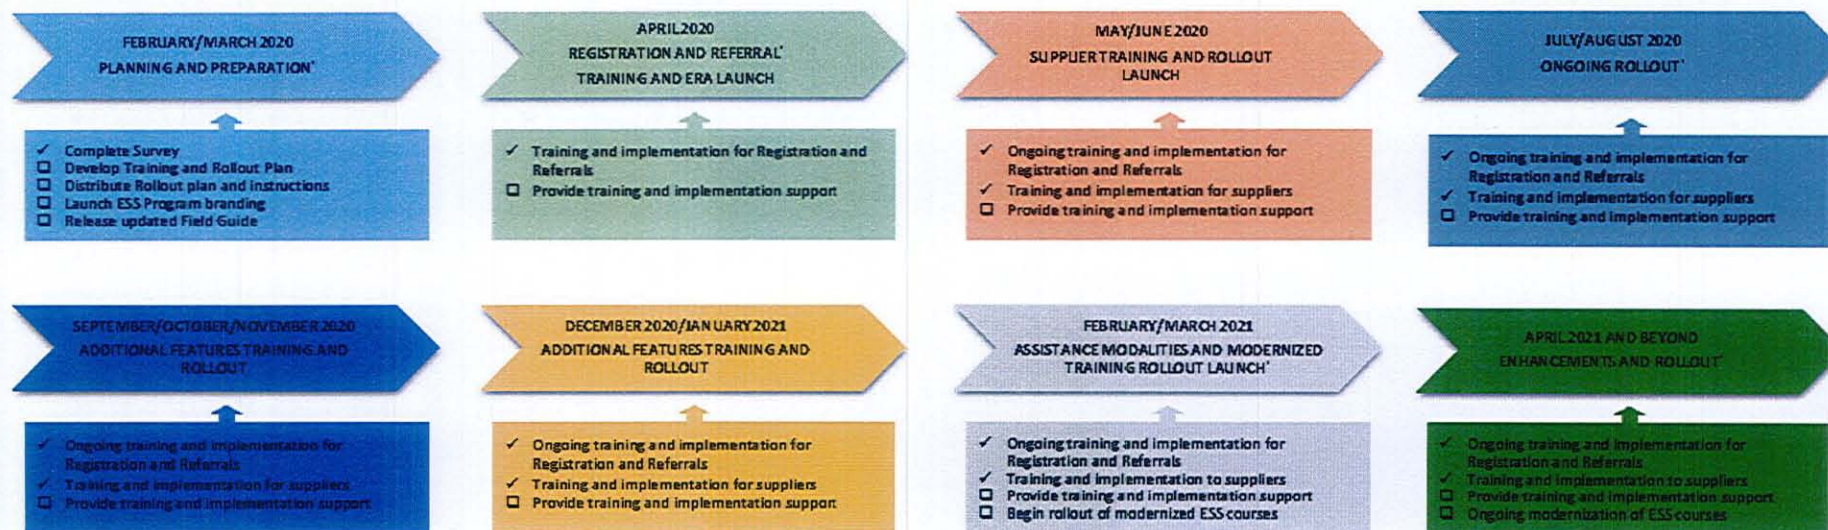 FEBRUARY/MARCH 2020
PLANNING AND PREPARATION*
✓ Complete Survey
☐ Develop Training and Rollout Plan
☐ Distribute Rollout plan and instructions
☐ Launch ESS Program branding
☐ Release updated Field Guide
APRIL 2020
REGISTRATION AND REFERRAL*
TRAINING AND ERA LAUNCH
✓ Training and implementation for Registration and
Referrals
☐ Provide training and implementation support
MAY/JUNE 2020
SUPPLIER TRAINING AND ROLLOUT
LAUNCH
✓ Ongoing training and implementation for
Registration and Referrals
✓ Training and implementation for suppliers
☐ Provide training and implementation support
JULY/AUGUST 2020
ONGOING ROLLOUT*
✓ Ongoing training and implementation for
Registration and Referrals
✓ Training and implementation for suppliers
☐ Provide training and implementation support
SEPTEMBER/OCTOBER/NOVEMBER 2020
ADDITIONAL FEATURES TRAINING AND
ROLLOUT
✓ Ongoing training and implementation for
Registration and Referrals
✓ Training and implementation for suppliers
☐ Provide training and implementation support
DECEMBER 2020/JANUARY 2021
ADDITIONAL FEATURES TRAINING AND
ROLLOUT
✓ Ongoing training and implementation for
Registration and Referrals
✓ Training and implementation for suppliers
☐ Provide training and implementation support
FEBRUARY/MARCH 2021
ASSISTANCE MODALITIES AND MODERNIZED
TRAINING ROLLOUT LAUNCH*
✓ Ongoing training and implementation for
Registration and Referrals
✓ Training and implementation to suppliers
☐ Provide training and implementation support
☐ Begin rollout of modernized ESS courses
APRIL 2021 AND BEYOND
ENHANCEMENTS AND ROLLOUT*
✓ Ongoing training and implementation for
Registration and Referrals
✓ Training and implementation to suppliers
☐ Provide training and implementation support
☐ Ongoing modernization of ESS courses